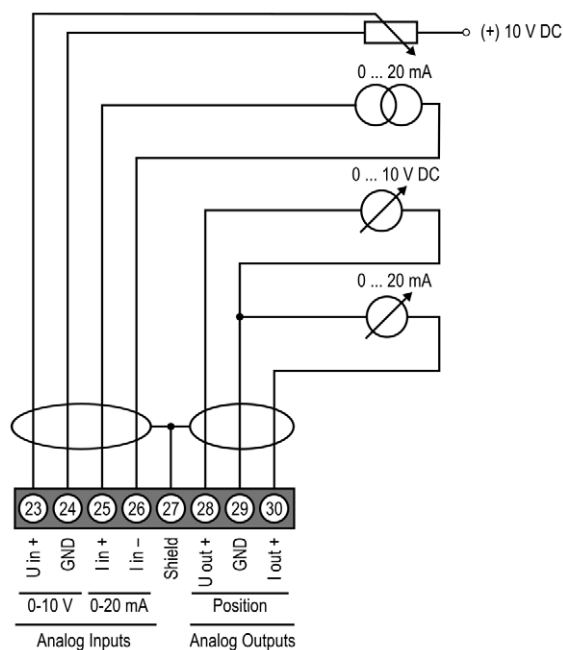 (+) 10 V DC
0 ... 20 mA
0 ... 10 V DC
0 ... 20 mA
23 24 25 26 27 28 29 30
U in +
GND
I in +
I in –
Shield
U out +
GND
I out +
0-10 V 0-20 mA Position
Analog Inputs Analog Outputs